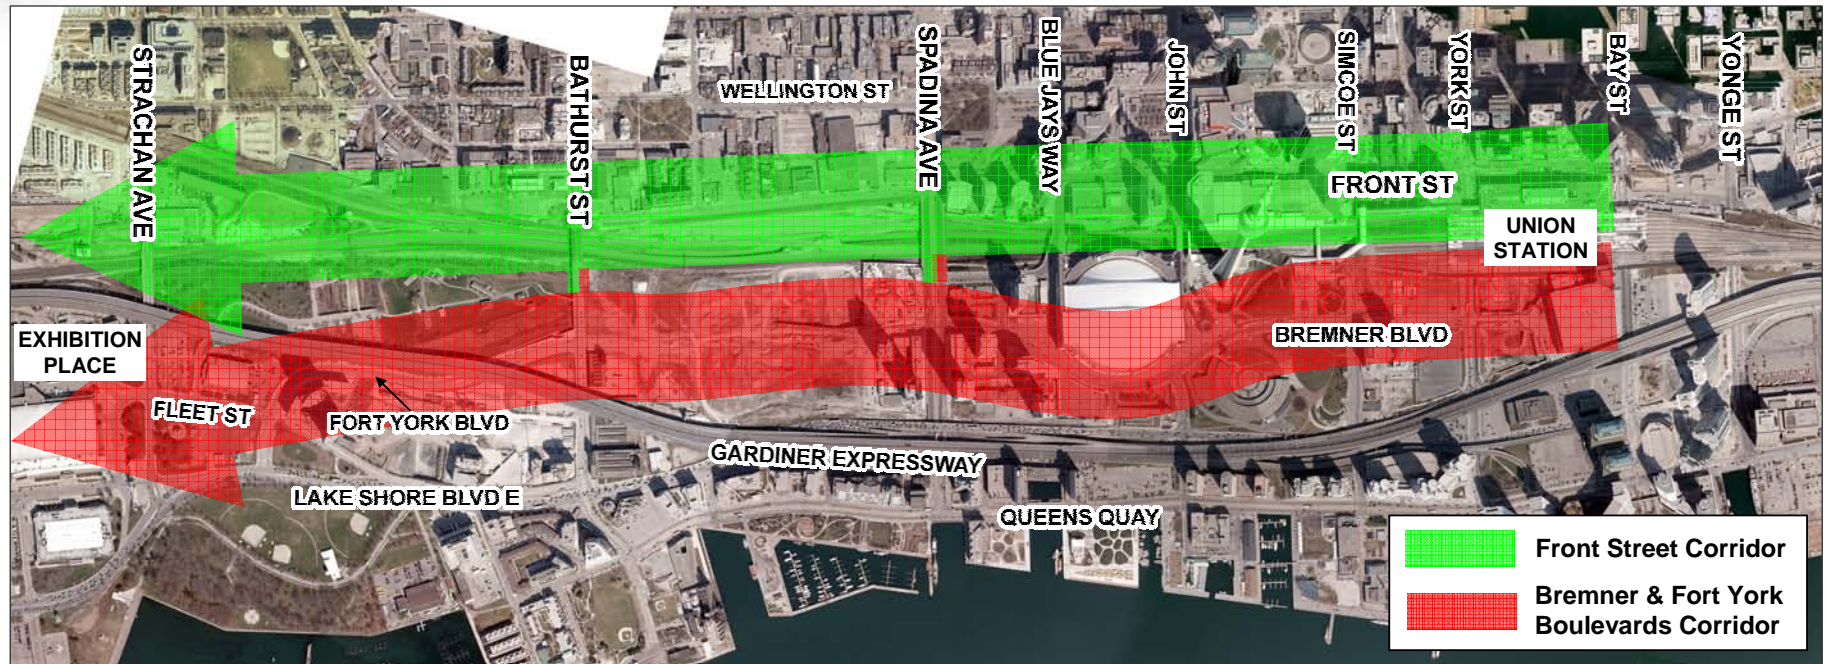 STRACHAN AVE
BATHURST ST
WELLINGTON ST
SPADINA AVE
BLUE JAYS WAY
JOHN ST
SIMCOE ST
YORK ST
BAY ST
YONGE ST
FRONT ST
UNION
STATION
EXHIBITION
PLACE
BREMNER BLVD
FLEET ST
FORT YORK BLVD
GARDINER EXPRESSWAY
LAKE SHORE BLVD E
QUEENS QUAY
Front Street Corridor
Bremner & Fort York
Boulevards Corridor